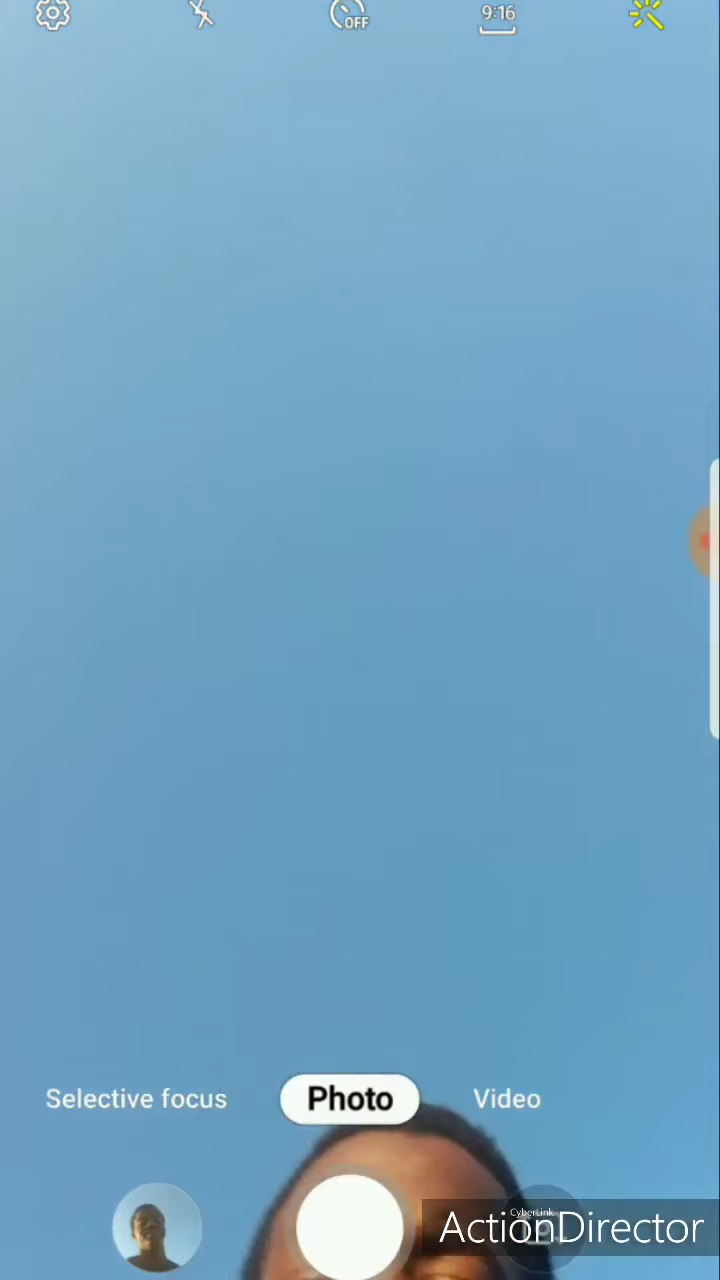 OFF
9:16
Selective focus
Photo
Video
CyberLink
ActionDirector